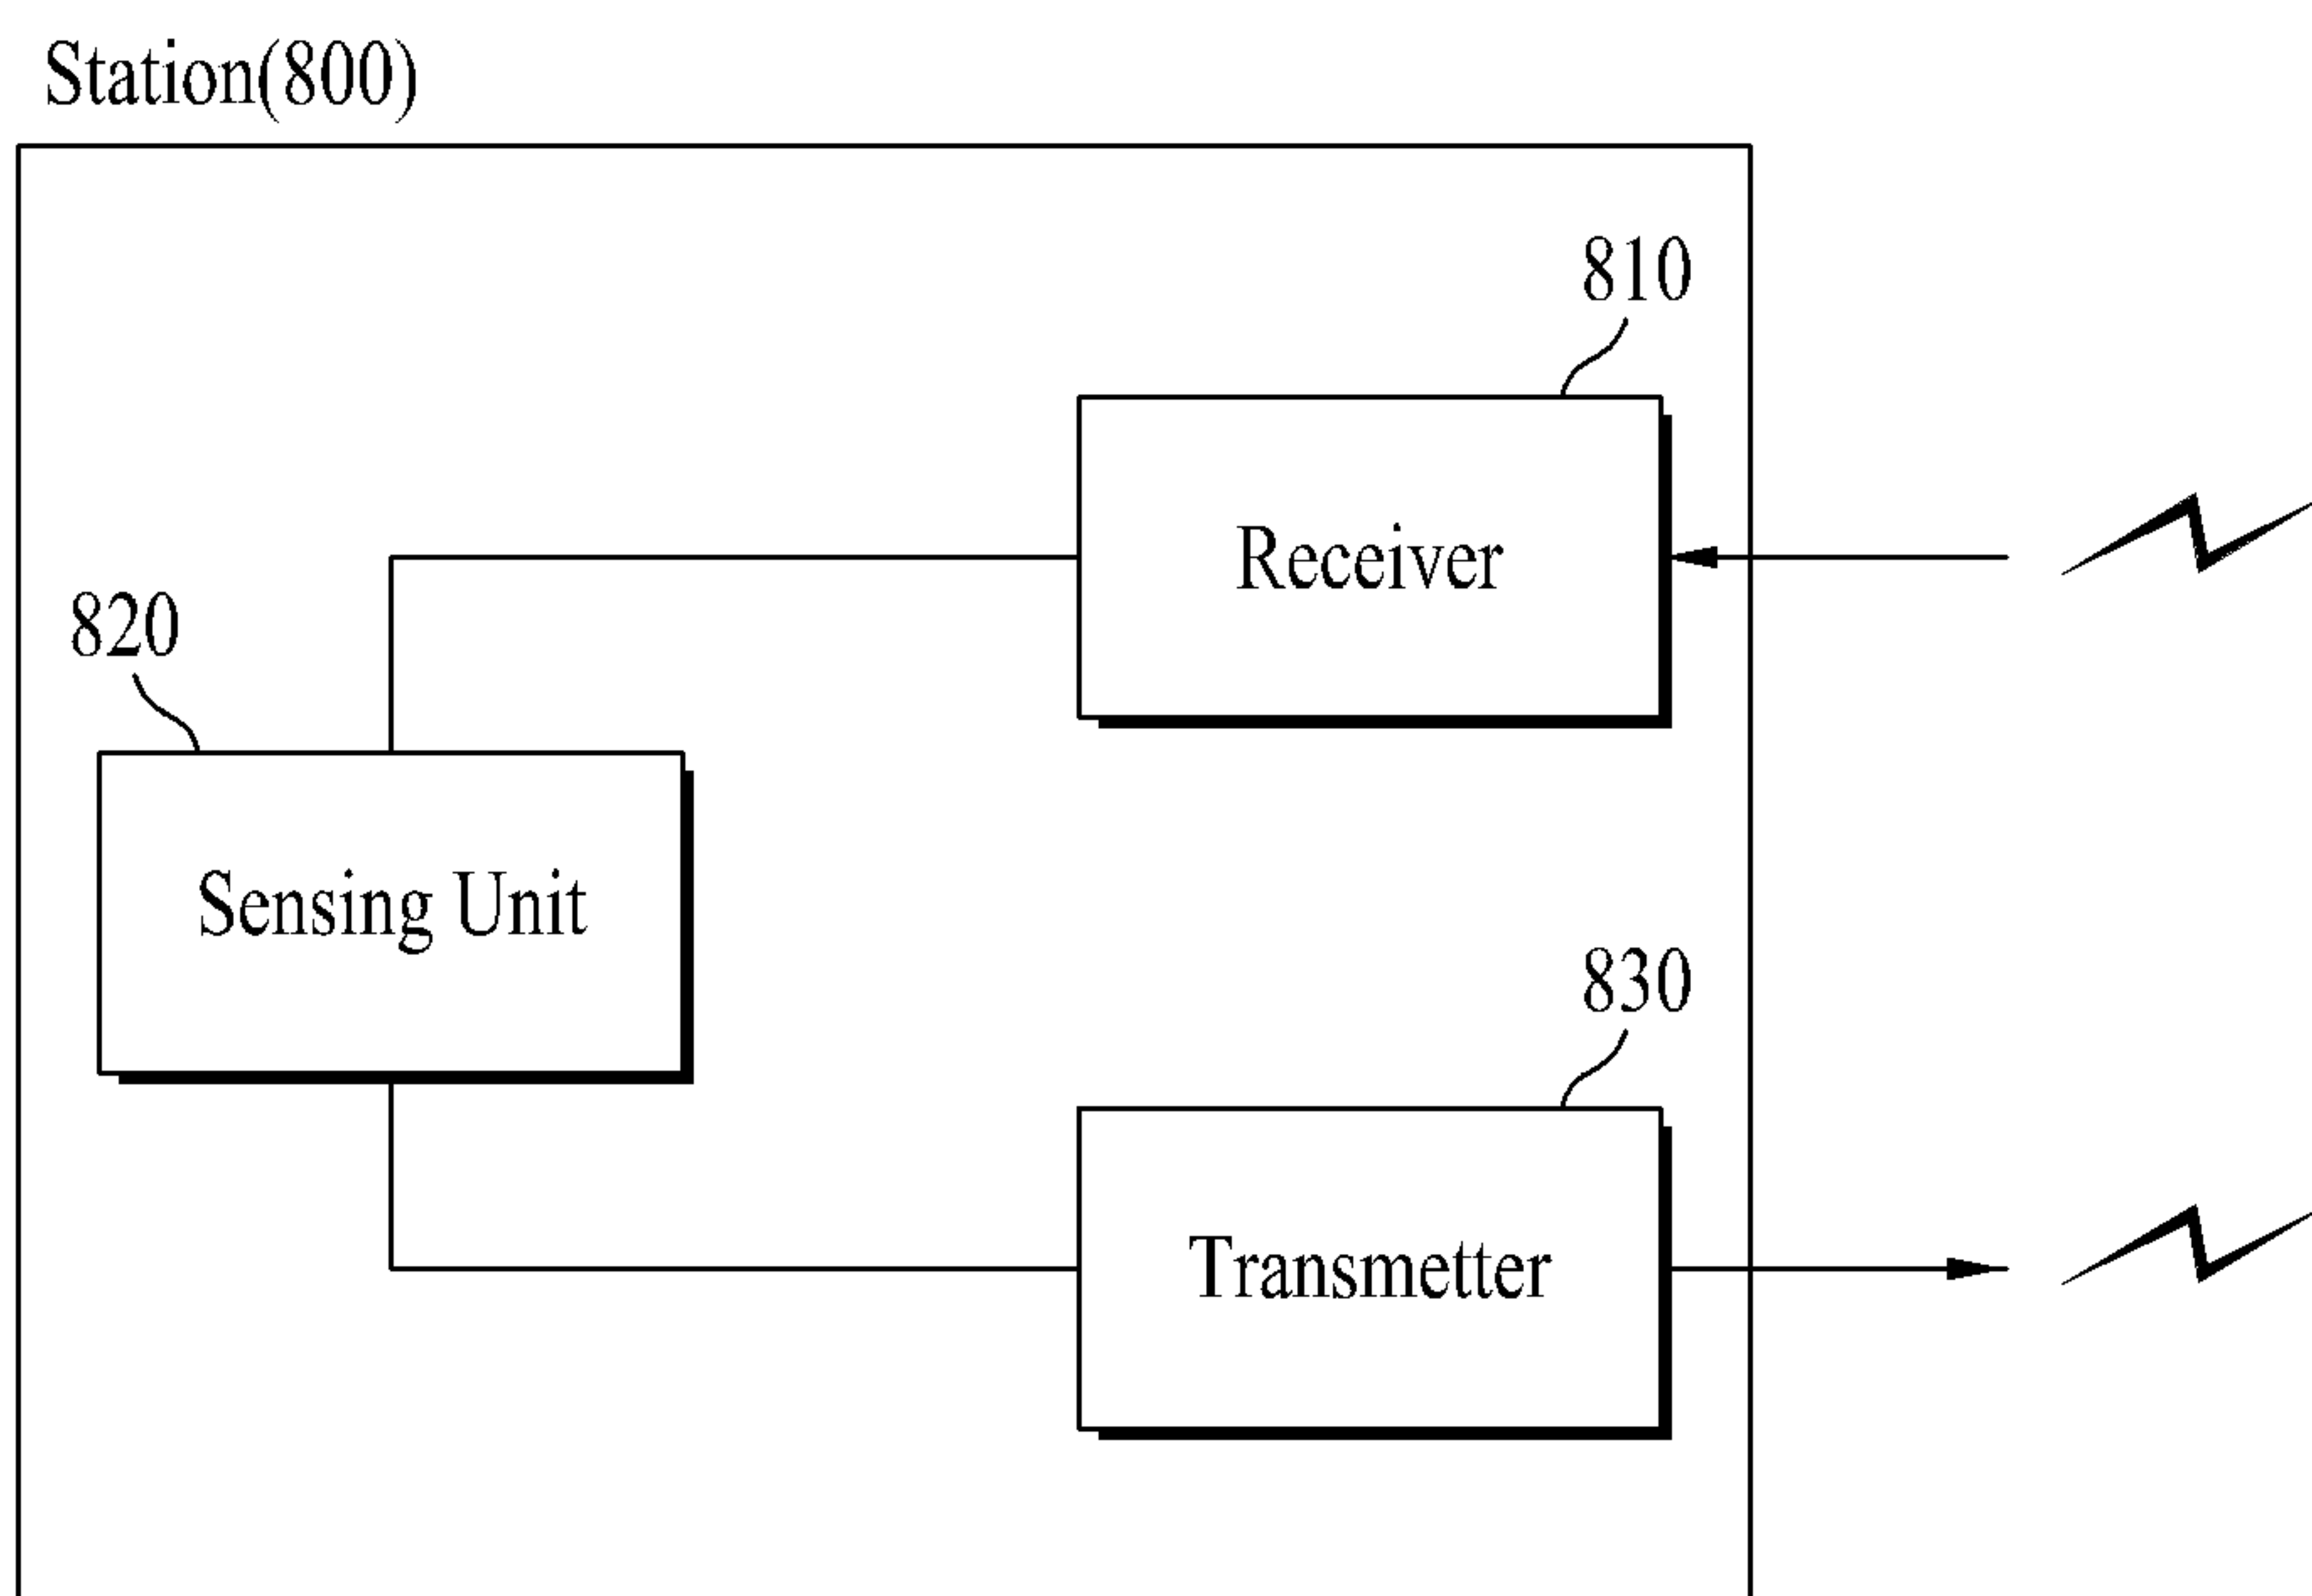 Station(800)
810
Receiver
820
Sensing Unit
830
Transmetter